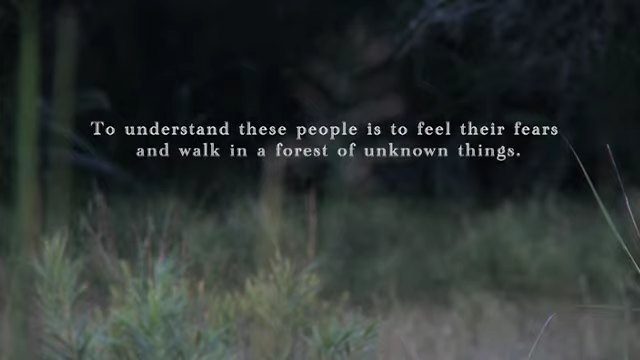 To understand these people is to feel their fears
and walk in a forest of unknown things.